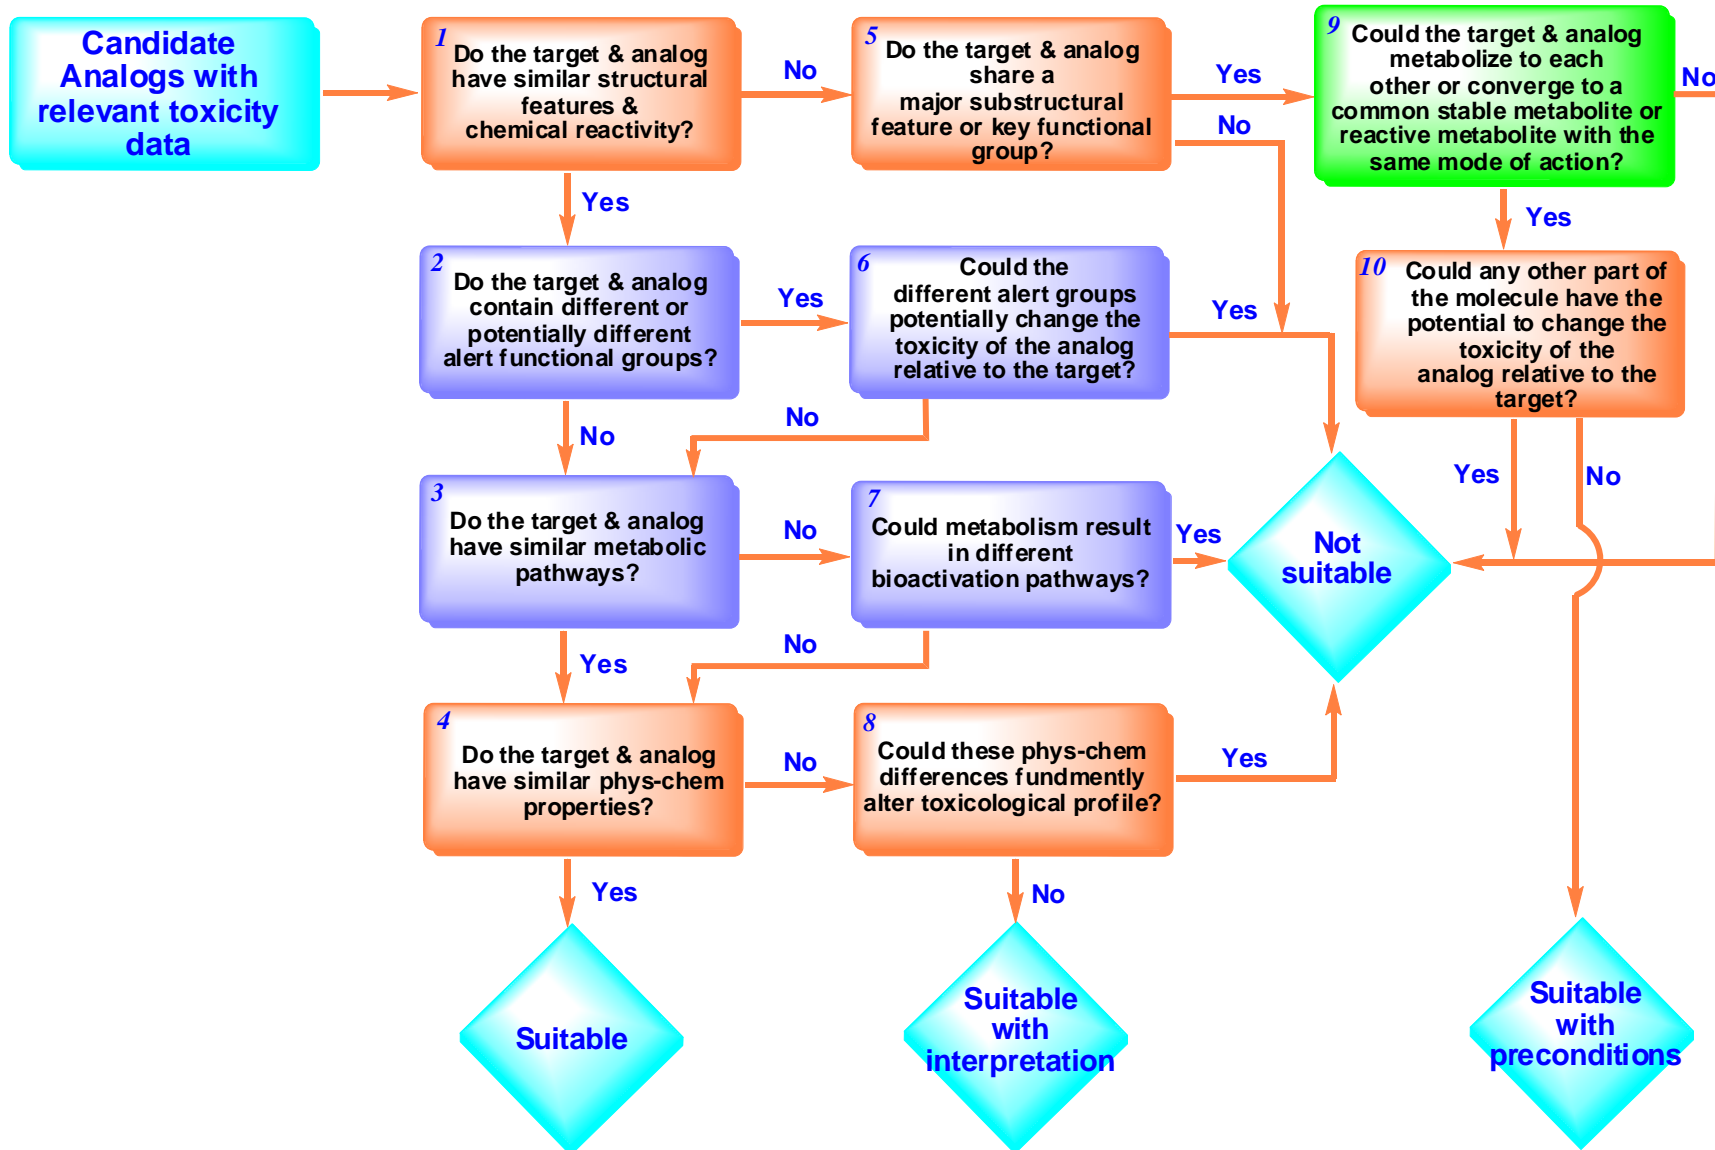 Candidate
Analogs with
relevant toxicity
data
1
Do the target & analog
have similar structural
features &
chemical reactivity?
No
5
Do the target & analog
share a
major substructural
feature or key functional
group?
Yes
No
9
Could the target & analog
metabolize to each
other or converge to a
common stable metabolite or
reactive metabolite with the
same mode of action?
No
Yes
Yes
2
Do the target & analog
contain different or
potentially different
alert functional groups?
Yes
6
Could the
different alert groups
potentially change the
toxicity of the analog
relative to the target?
Yes
10
Could any other part of
the molecule have the
potential to change the
toxicity of the
analog relative to the
target?
No
No
Yes
No
3
Do the target & analog
have similar metabolic
pathways?
No
7
Could metabolism result
in different
bioactivation pathways?
Yes
Not
suitable
Yes
No
4
Do the target & analog
have similar phys-chem
properties?
No
8
Could these phys-chem
differences fundmently
alter toxicological profile?
Yes
Yes
No
Suitable
Suitable
with
interpretation
Suitable
with
preconditions